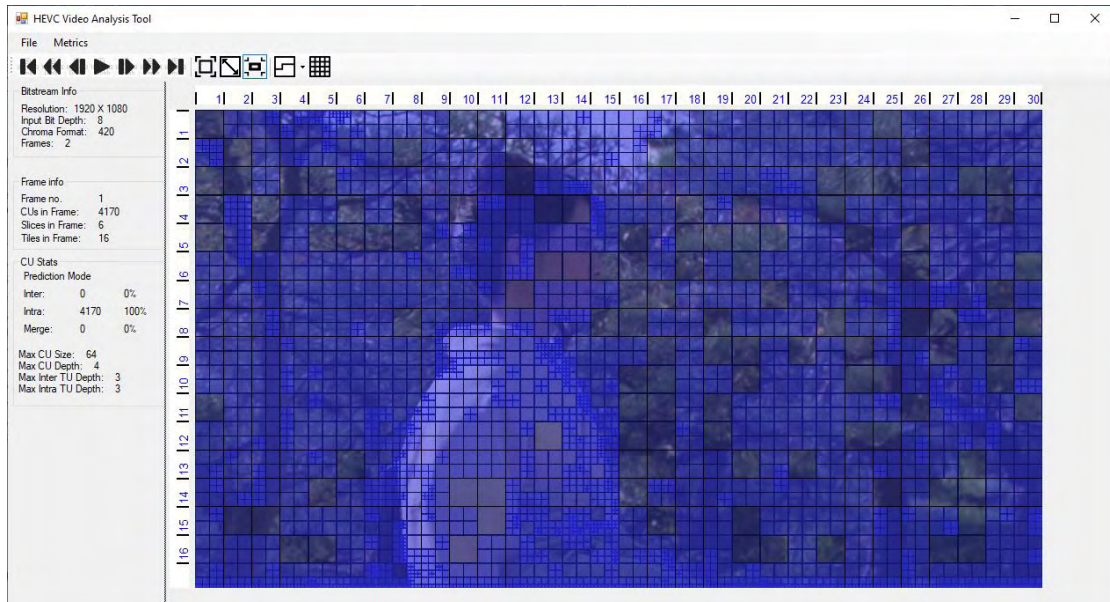 HEVC Video Analysis Tool
File Metrics
Bitstream Info
Resolution: 1920 X 1080
Input Bit Depth: 8
Chroma Format: 420
Frames: 2
Frame info
Frame no. 1
CUs in Frame: 4170
Slices in Frame: 6
Tiles in Frame: 16
CU Stats
Prediction Mode
Inter: 0 0%
Intra: 4170 100%
Merge: 0 0%
Max CU Size: 64
Max CU Depth: 4
Max Inter TU Depth: 3
Max Intra TU Depth: 3
1 2 3 4 5 6 7 8 9 10 11 12 13 14 15 16 17 18 19 20 21 22 23 24 25 26 27 28 29 30
1
2
3
4
5
6
7
8
9
10
11
12
13
14
15
16